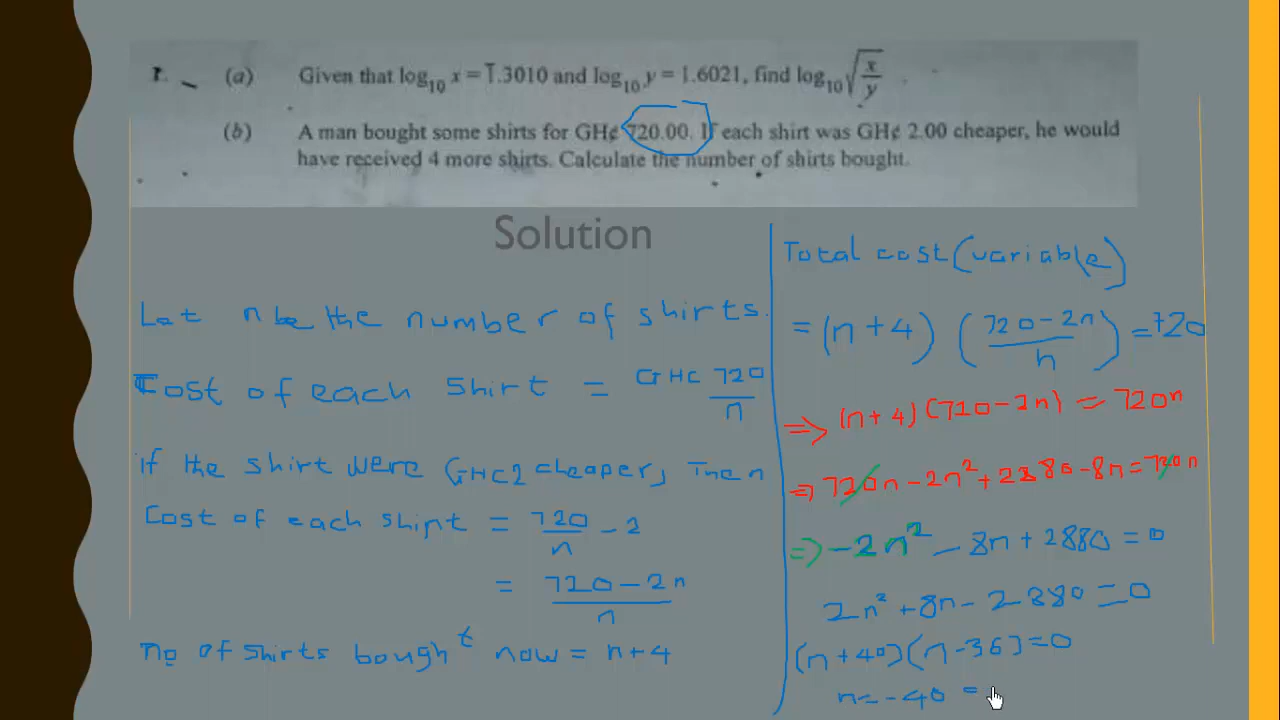 1. (a) Given that log₁₀ x = 1̄.3010 and log₁₀ y = 1.6021, find log₁₀ √(x/y)
(b) A man bought some shirts for GH¢ 720.00. If each shirt was GH¢ 2.00 cheaper, he would
have received 4 more shirts. Calculate the number of shirts bought.
Solution
Let n be the number of shirts.
Cost of each shirt = GHC 720/n
If the shirt were GHC2 cheaper, Then
Cost of each shirt = 720/n - 2
= (720 - 2n)/n
no of shirts bought now = n+4
Total cost (variable)
= (n+4) ((720-2n)/n) = 720
=> (n+4)(720-2n) = 720n
=> 720n - 2n² + 2880 - 8n = 720n
=> -2n² - 8n + 2880 = 0
2n² + 8n - 2880 = 0
(n+40)(n-36) = 0
n = -40 =